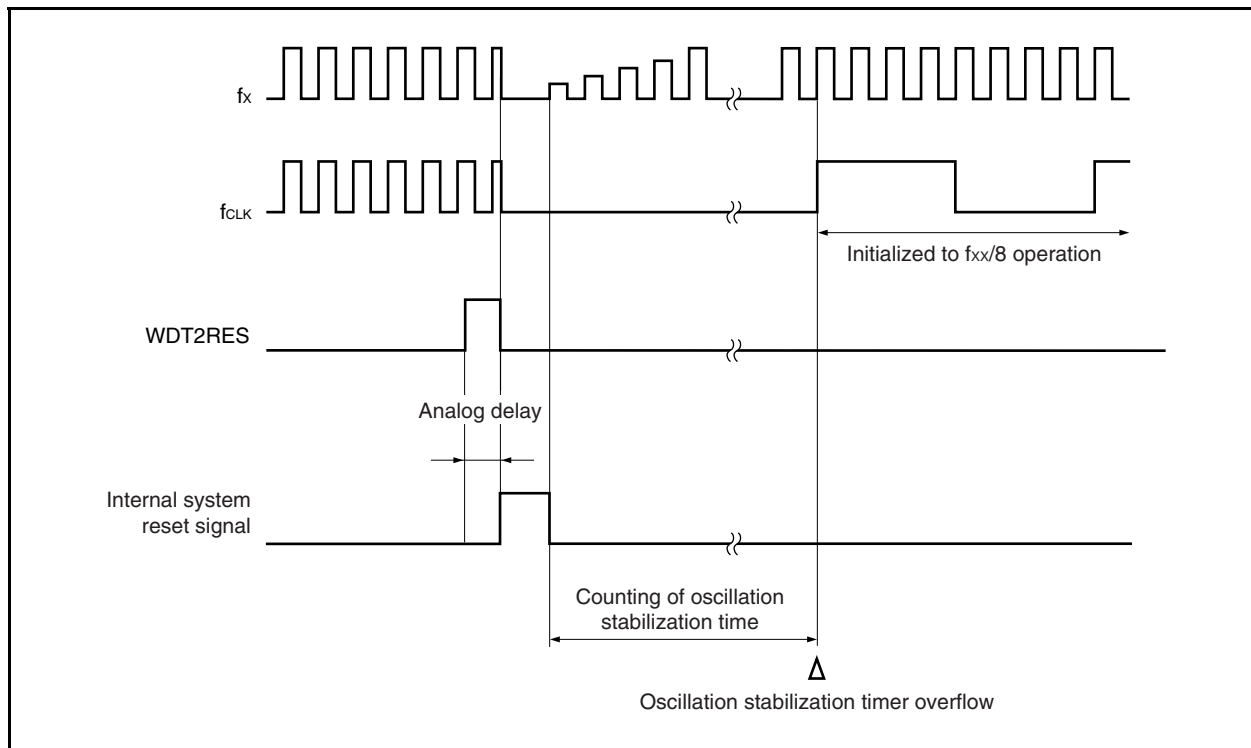 fX
fCLK
Initialized to fXX/8 operation
WDT2RES
Analog delay
Internal system
reset signal
Counting of oscillation
stabilization time
Oscillation stabilization timer overflow